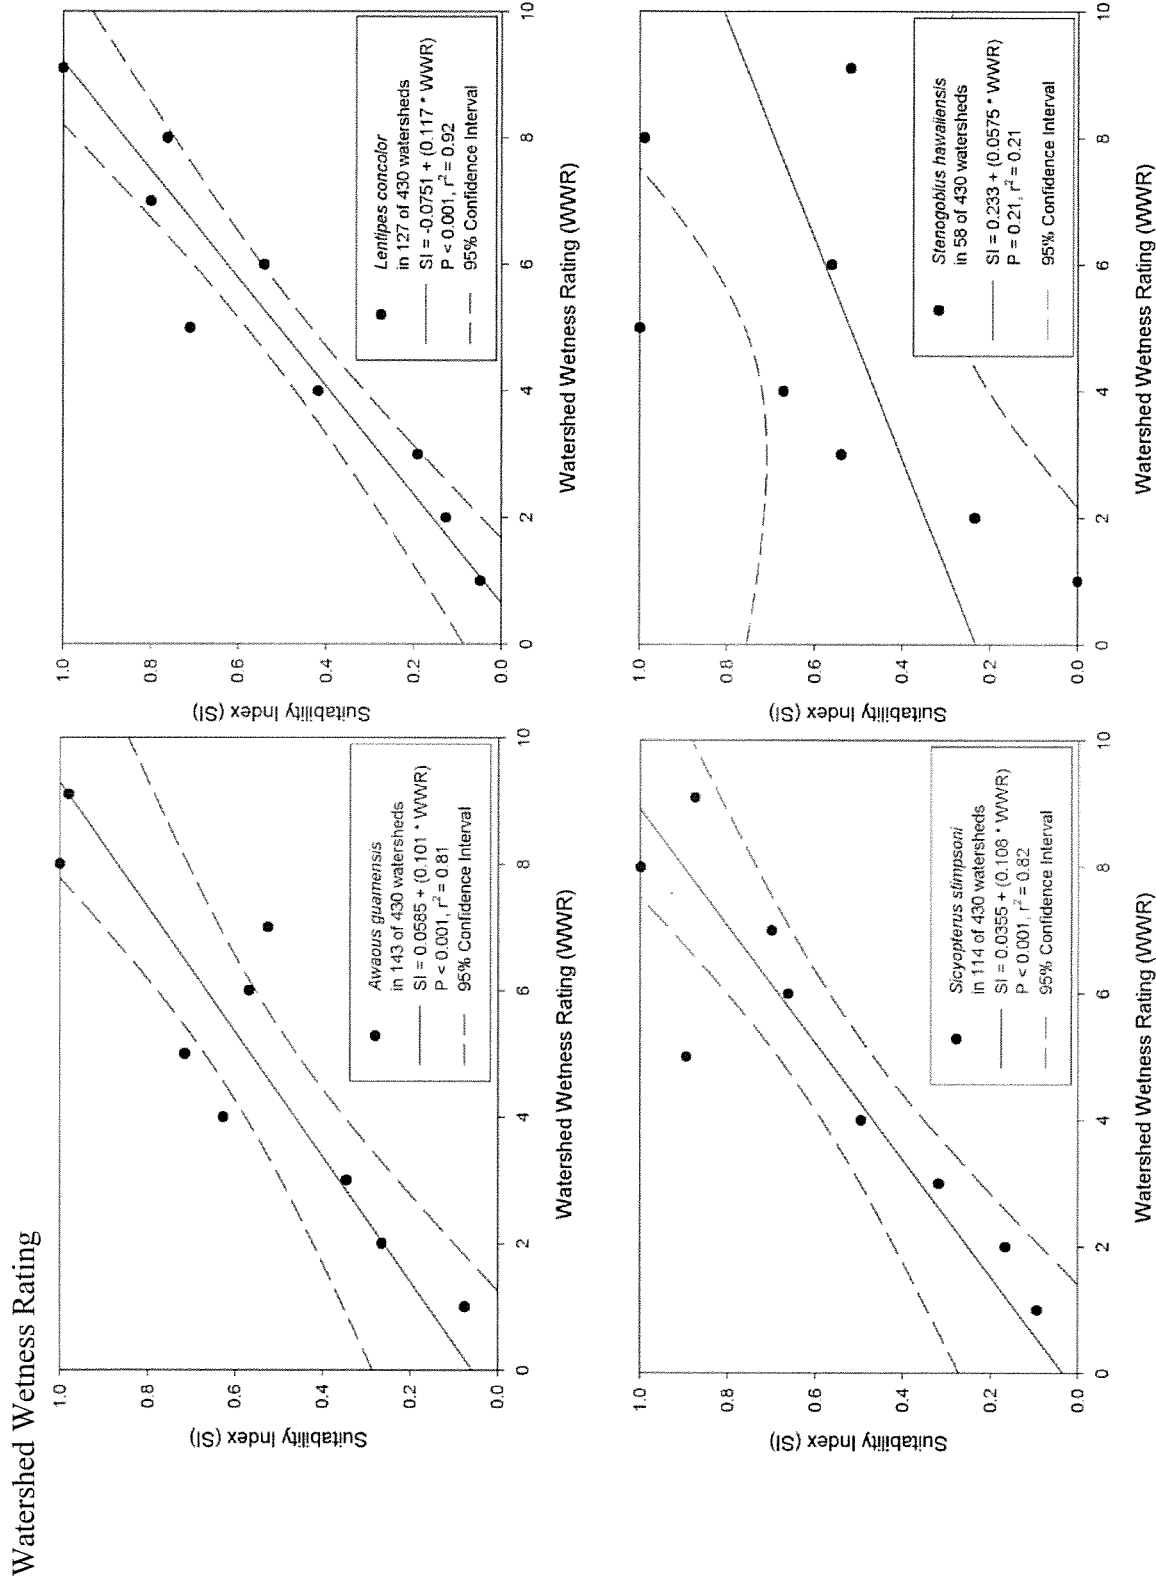 Watershed Wetness Rating
Suitability Index (SI)
1.0
0.8
0.6
0.4
0.2
0.0
0
2
4
6
8
10
Watershed Wetness Rating (WWR)
Awaous guamensis
in 143 of 430 watersheds
SI = 0.0585 + (0.101 * WWR)
P < 0.001, r² = 0.81
95% Confidence Interval
Suitability Index (SI)
1.0
0.8
0.6
0.4
0.2
0.0
0
2
4
6
8
10
Watershed Wetness Rating (WWR)
Lentipes concolor
in 127 of 430 watersheds
SI = -0.0751 + (0.117 * WWR)
P < 0.001, r² = 0.92
95% Confidence Interval
Suitability Index (SI)
1.0
0.8
0.6
0.4
0.2
0.0
0
2
4
6
8
10
Watershed Wetness Rating (WWR)
Sicyopterus stimpsoni
in 114 of 430 watersheds
SI = 0.0355 + (0.108 * WWR)
P < 0.001, r² = 0.82
95% Confidence Interval
Suitability Index (SI)
1.0
0.8
0.6
0.4
0.2
0.0
0
2
4
6
8
10
Watershed Wetness Rating (WWR)
Stenogobius hawaiiensis
in 58 of 430 watersheds
SI = 0.233 + (0.0575 * WWR)
P = 0.21, r² = 0.21
95% Confidence Interval